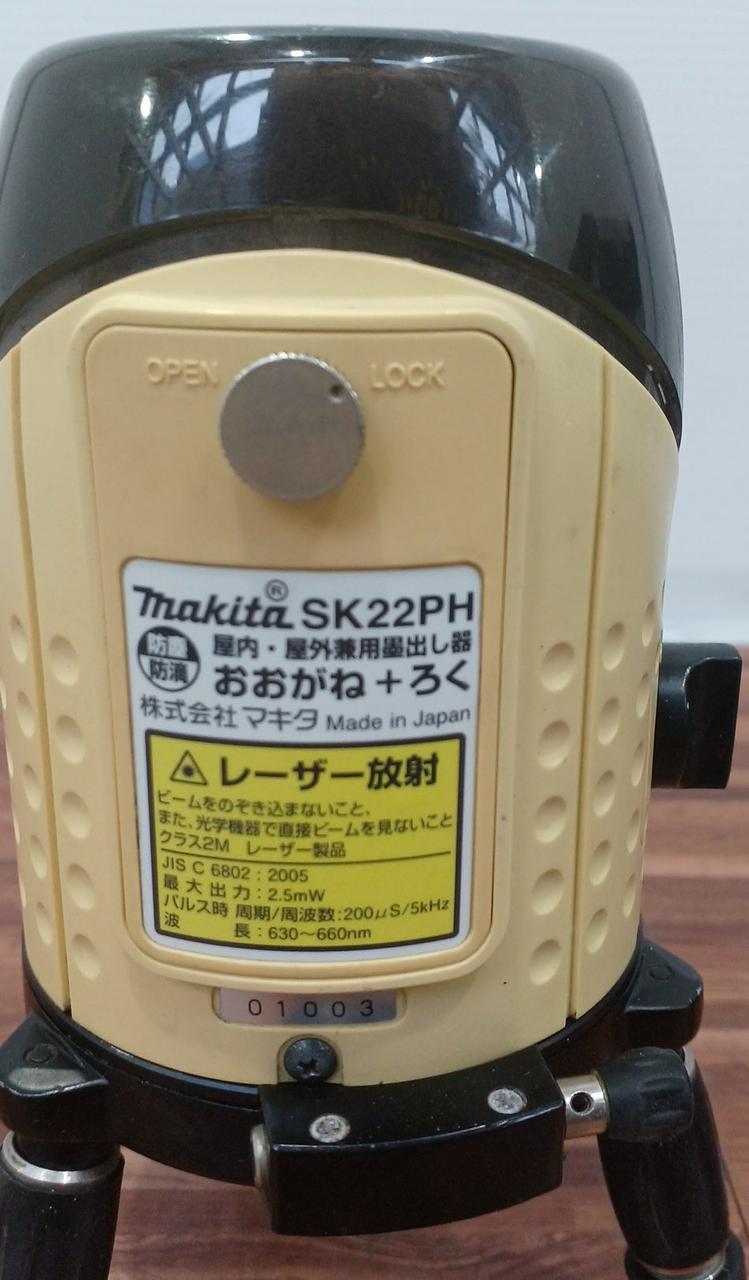 OPEN LOCK
makita® SK22PH
防塵
防滴
屋内・屋外兼用墨出し器
おおがね+ろく
株式会社 マキタ Made in Japan
レーザー放射
ビームをのぞき込まないこと、
また、光学機器で直接ビームを見ないこと
クラス2M レーザー製品
JIS C 6802 : 2005
最大出力 : 2.5mW
パルス時 周期/周波数:200μS/5kHz
波長 : 630〜660nm
01003